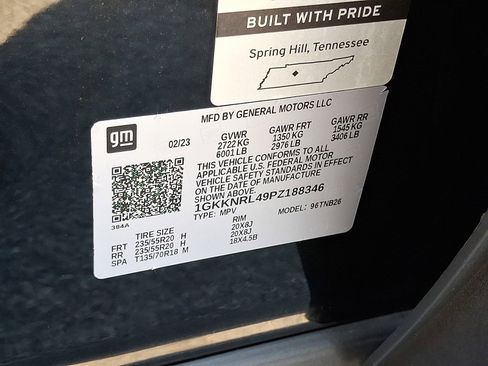 BUILT WITH PRIDE
Spring Hill, Tennessee
MFD BY GENERAL MOTORS LLC
gm
02/23
GVWR GAWR FRT GAWR RR
2722 KG 1350 KG 1545 KG
6001 LB 2976 LB 3406 LB
THIS VEHICLE CONFORMS TO ALL
APPLICABLE U.S. FEDERAL MOTOR
VEHICLE SAFETY STANDARDS IN EFFECT
ON THE DATE OF MANUFACTURE
1GKKNRL49PZ188346
TYPE: MPV MODEL: 96TNB26
384A
TIRE SIZE RIM
FRT 235/55R20 H 20X8J
RR 235/55R20 H 20X8J
SPA T135/70R18 M 18X4.5B